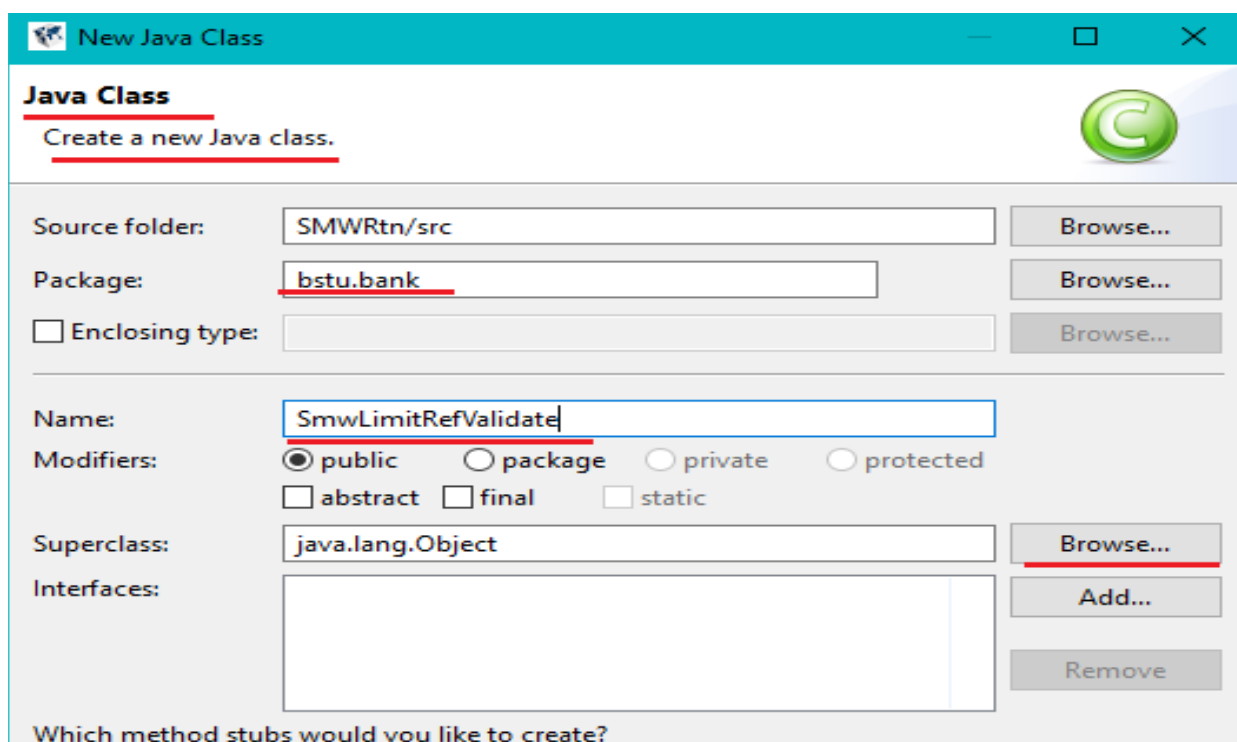 New Java Class
Java Class
Create a new Java class.
Source folder: SMWRtn/src Browse...
Package: bstu.bank Browse...
Enclosing type: Browse...
Name: SmwLimitRefValidate
Modifiers: public package private protected
abstract final static
Superclass: java.lang.Object Browse...
Interfaces: Add...
Remove
Which method stubs would you like to create?